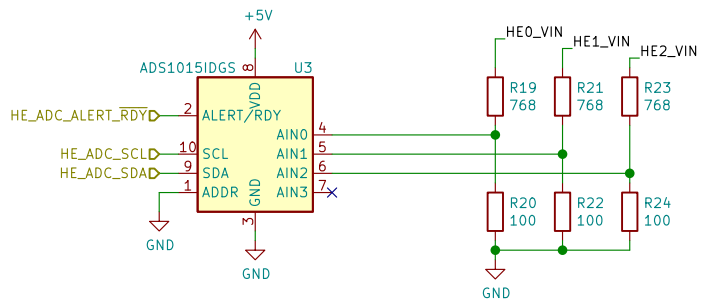 +5V
HE0_VIN
HE1_VIN
HE2_VIN
ADS1015IDGS
U3
8
VDD
R19
768
R21
768
R23
768
HE_ADC_ALERT_RDY
2
ALERT/RDY
AIN0
4
HE_ADC_SCL
10
SCL
AIN1
5
HE_ADC_SDA
9
SDA
AIN2
6
1
ADDR
GND
AIN3
7
R20
100
R22
100
R24
100
3
GND
GND
GND